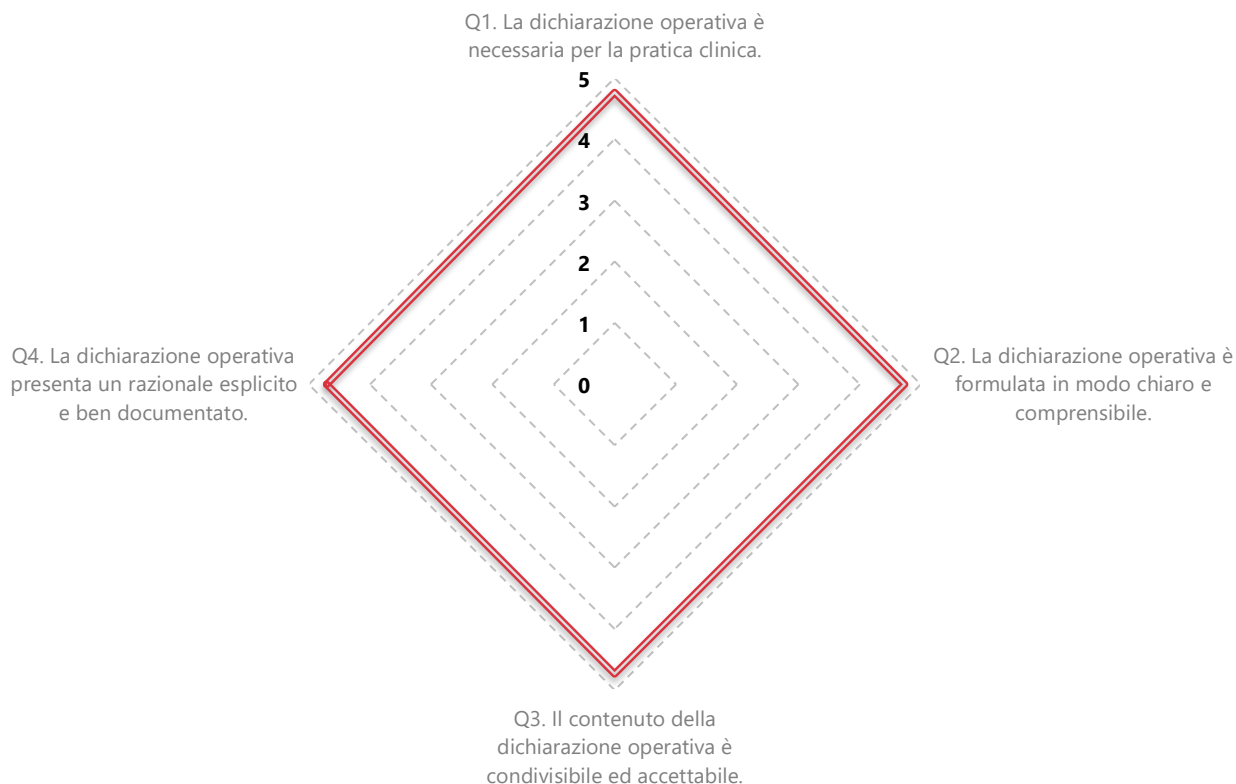 Q1. La dichiarazione operativa è
necessaria per la pratica clinica.
5
4
3
2
1
0
Q4. La dichiarazione operativa
presenta un razionale esplicito
e ben documentato.
Q2. La dichiarazione operativa è
formulata in modo chiaro e
comprensibile.
Q3. Il contenuto della
dichiarazione operativa è
condivisibile ed accettabile.